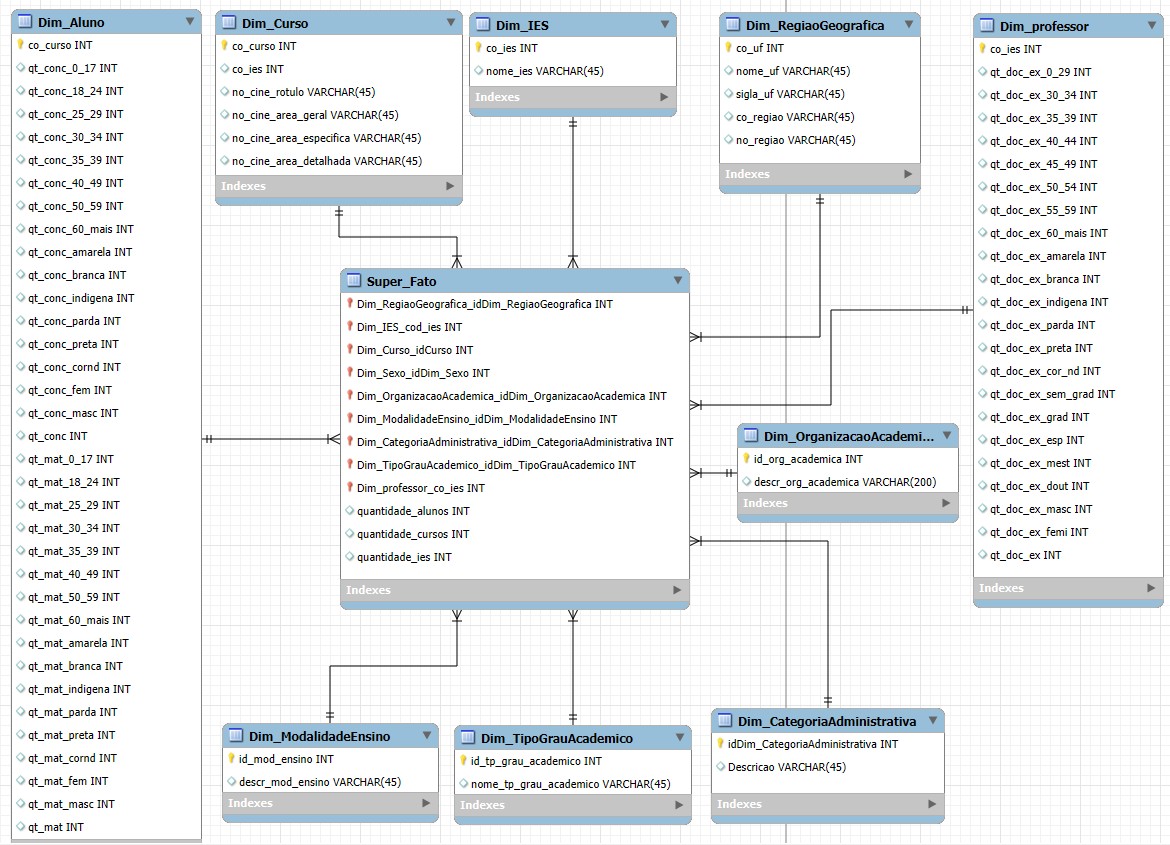 Dim_Aluno
co_curso INT
qt_conc_0_17 INT
qt_conc_18_24 INT
qt_conc_25_29 INT
qt_conc_30_34 INT
qt_conc_35_39 INT
qt_conc_40_49 INT
qt_conc_50_59 INT
qt_conc_60_mais INT
qt_conc_amarela INT
qt_conc_branca INT
qt_conc_indigena INT
qt_conc_parda INT
qt_conc_preta INT
qt_conc_cornd INT
qt_conc_fem INT
qt_conc_masc INT
qt_conc INT
qt_mat_0_17 INT
qt_mat_18_24 INT
qt_mat_25_29 INT
qt_mat_30_34 INT
qt_mat_35_39 INT
qt_mat_40_49 INT
qt_mat_50_59 INT
qt_mat_60_mais INT
qt_mat_amarela INT
qt_mat_branca INT
qt_mat_indigena INT
qt_mat_parda INT
qt_mat_preta INT
qt_mat_cornd INT
qt_mat_fem INT
qt_mat_masc INT
qt_mat INT
Dim_Curso
co_curso INT
co_ies INT
no_cine_rotulo VARCHAR(45)
no_cine_area_geral VARCHAR(45)
no_cine_area_especifica VARCHAR(45)
no_cine_area_detalhada VARCHAR(45)
Indexes
Dim_IES
co_ies INT
nome_ies VARCHAR(45)
Indexes
Dim_RegiaoGeografica
co_uf INT
nome_uf VARCHAR(45)
sigla_uf VARCHAR(45)
co_regiao VARCHAR(45)
no_regiao VARCHAR(45)
Indexes
Dim_professor
co_ies INT
qt_doc_ex_0_29 INT
qt_doc_ex_30_34 INT
qt_doc_ex_35_39 INT
qt_doc_ex_40_44 INT
qt_doc_ex_45_49 INT
qt_doc_ex_50_54 INT
qt_doc_ex_55_59 INT
qt_doc_ex_60_mais INT
qt_doc_ex_amarela INT
qt_doc_ex_branca INT
qt_doc_ex_indigena INT
qt_doc_ex_parda INT
qt_doc_ex_preta INT
qt_doc_ex_cor_nd INT
qt_doc_ex_sem_grad INT
qt_doc_ex_grad INT
qt_doc_ex_esp INT
qt_doc_ex_mest INT
qt_doc_ex_dout INT
qt_doc_ex_masc INT
qt_doc_ex_femi INT
qt_doc_ex INT
Indexes
Super_Fato
Dim_RegiaoGeografica_idDim_RegiaoGeografica INT
Dim_IES_cod_ies INT
Dim_Curso_idCurso INT
Dim_Sexo_idDim_Sexo INT
Dim_OrganizacaoAcademica_idDim_OrganizacaoAcademica INT
Dim_ModalidadeEnsino_idDim_ModalidadeEnsino INT
Dim_CategoriaAdministrativa_idDim_CategoriaAdministrativa INT
Dim_TipoGrauAcademico_idDim_TipoGrauAcademico INT
Dim_professor_co_ies INT
quantidade_alunos INT
quantidade_cursos INT
quantidade_ies INT
Indexes
Dim_OrganizacaoAcademi...
id_org_academica INT
descr_org_academica VARCHAR(200)
Indexes
Dim_ModalidadeEnsino
id_mod_ensino INT
descr_mod_ensino VARCHAR(45)
Indexes
Dim_TipoGrauAcademico
id_tp_grau_academico INT
nome_tp_grau_academico VARCHAR(45)
Indexes
Dim_CategoriaAdministrativa
idDim_CategoriaAdministrativa INT
Descricao VARCHAR(45)
Indexes